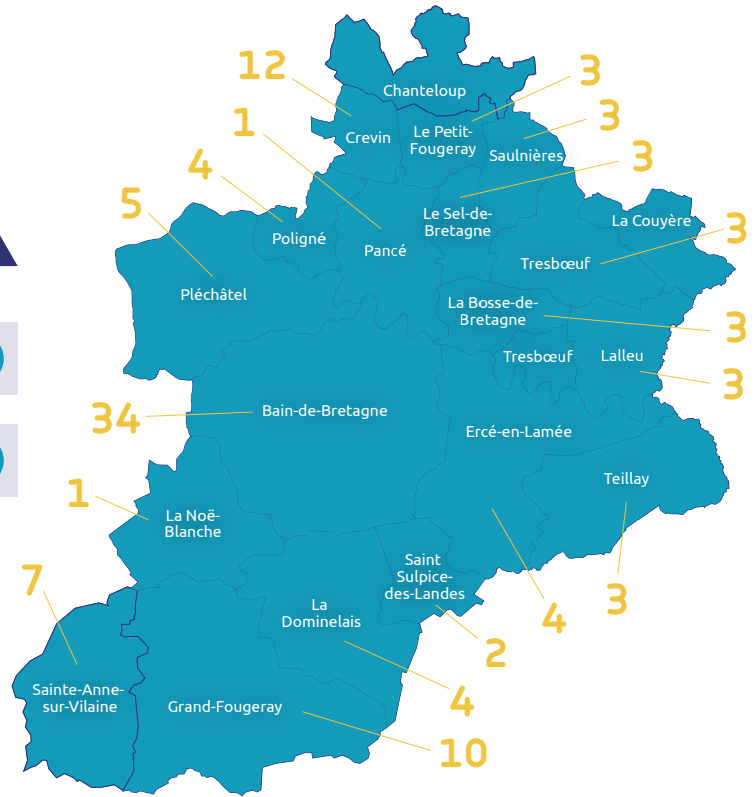 12
3
Chanteloup
3
1
Crevin
Le Petit-
Fougeray
Saulnières
3
4
5
Le Sel-de-
Bretagne
La Couyère
3
Poligné
Pancé
Tresbœuf
Pléchâtel
La Bosse-de-
Bretagne
3
Tresbœuf
Lalleu
3
34
Bain-de-Bretagne
Ercé-en-Lamée
Teillay
1
La Noë-
Blanche
7
Saint
Sulpice-
des-Landes
3
4
La
Dominelais
2
Sainte-Anne-
sur-Vilaine
Grand-Fougeray
4
10